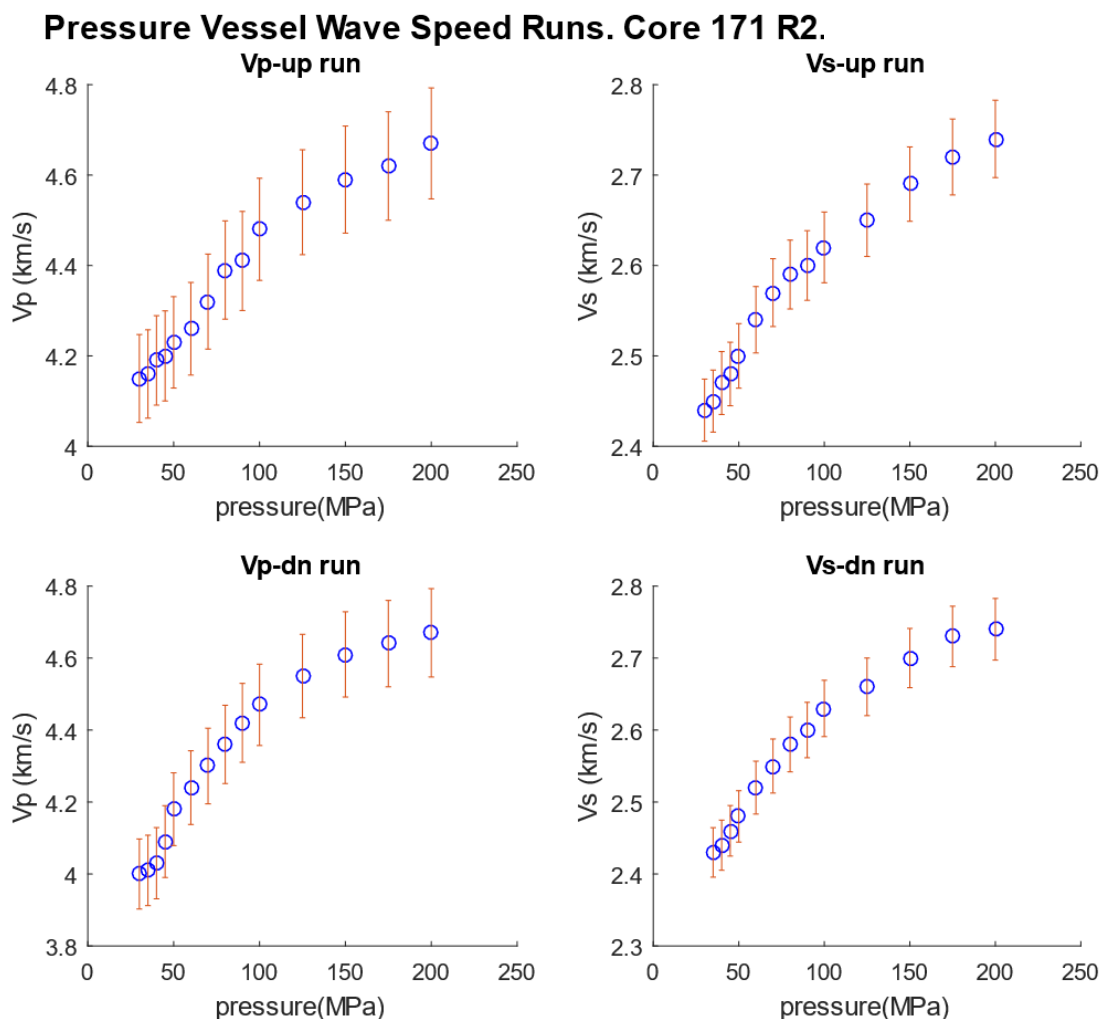 Pressure Vessel Wave Speed Runs. Core 171 R2.
Vp-up run
4.8
4.6
4.4
4.2
4
Vp (km/s)
0 50 100 150 200 250
pressure(MPa)
Vs-up run
2.8
2.7
2.6
2.5
2.4
Vs (km/s)
0 50 100 150 200 250
pressure(MPa)
Vp-dn run
4.8
4.6
4.4
4.2
4
3.8
Vp (km/s)
0 50 100 150 200 250
pressure(MPa)
Vs-dn run
2.8
2.7
2.6
2.5
2.4
2.3
Vs (km/s)
0 50 100 150 200 250
pressure(MPa)